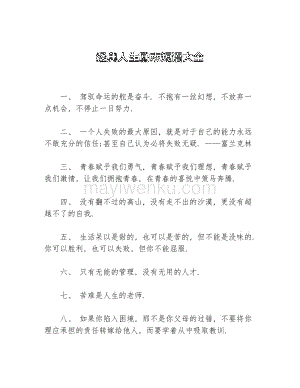 经典人生励志短语大全
一、 驾驭命运的舵是奋斗。不抱有一丝幻想，不放弃一
点机会，不停止一日努力.
二、 一个人失败的最大原因，就是对于自己的能力永远
不敢充分的信任;甚至自己认为必将失败无疑. ——富兰克林
三、 青春赋予我们勇气，青春赋予我们理想，青春赋予
我们激情，让我们拥抱青春，在青春的圣坛中策马奔腾.
四、 没有翻不过的高山，没有走不出的沙漠，更没有超
越不了的自我.
五、 生活呆以是甜的，也可以是苦的，但不能是没味的.
你可以胜利，也可以失败，但你不能屈服.
六、 只有无能的管理，没有无用的人才.
七、 苦难是人生的老师.
八、 如果你陷入困境，那不是你父母的过错，不要将你
理应承担的责任转嫁给他人，而要学着从中吸取教训.
mayiwenku.com